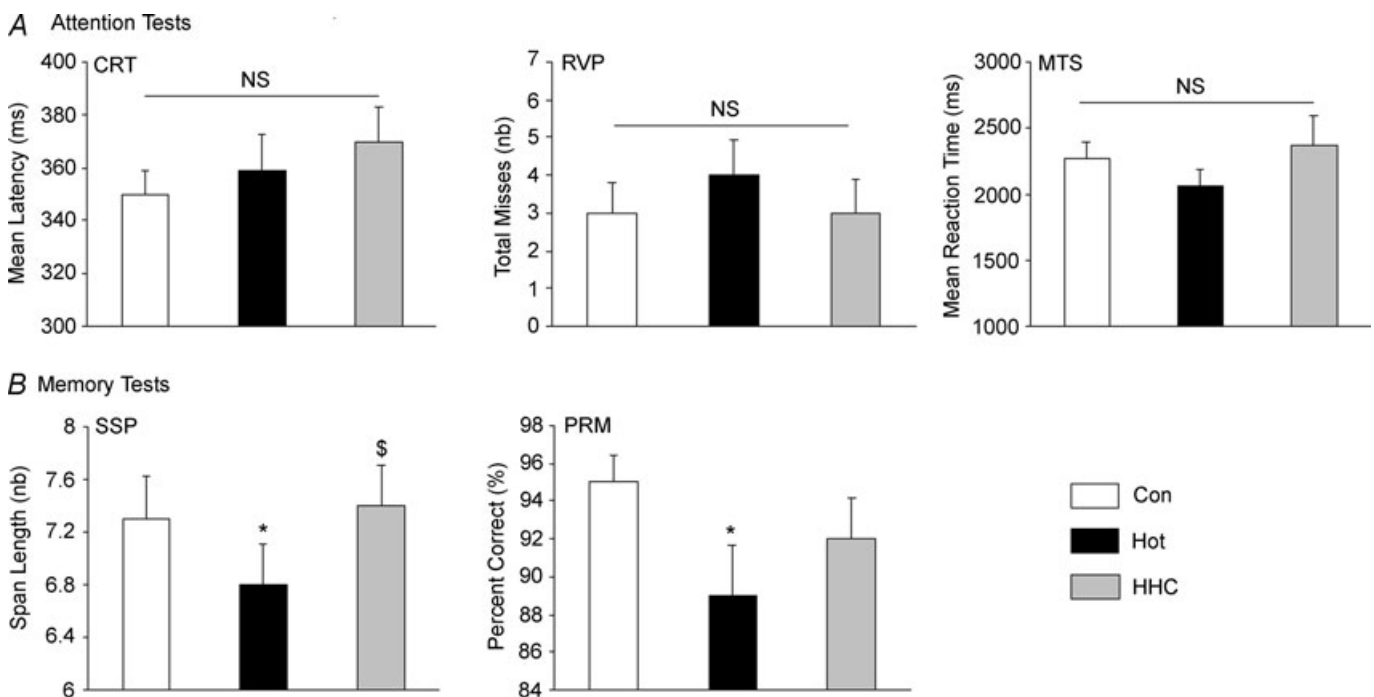 A Attention Tests
CRT
NS
Mean Latency (ms)
400
380
360
340
320
300
RVP
NS
Total Misses (nb)
7
6
5
4
3
2
1
0
MTS
NS
Mean Reaction Time (ms)
3000
2500
2000
1500
1000
B Memory Tests
SSP
Span Length (nb)
8
7.6
7.2
6.8
6.4
6
*
$
PRM
Percent Correct (%)
98
96
94
92
90
88
86
84
*
Con
Hot
HHC